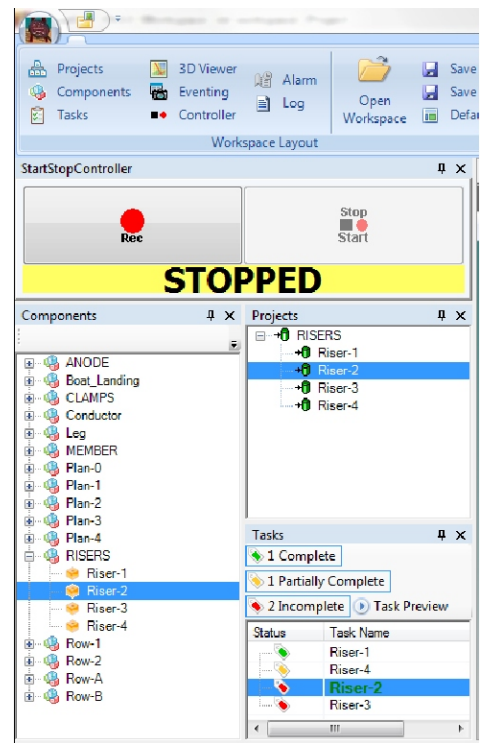 Projects
Components
Tasks
3D Viewer
Eventing
Controller
Alarm
Log
Open
Workspace
Save
Save
Defau
Workspace Layout
StartStopController
Rec
Stop
Start
STOPPED
Components
ANODE
Boat_Landing
CLAMPS
Conductor
Leg
MEMBER
Plan-0
Plan-1
Plan-2
Plan-3
Plan-4
RISERS
Riser-1
Riser-2
Riser-3
Riser-4
Row-1
Row-2
Row-A
Row-B
Projects
RISERS
Riser-1
Riser-2
Riser-3
Riser-4
Tasks
1 Complete
1 Partially Complete
2 Incomplete Task Preview
Status Task Name
Riser-1
Riser-4
Riser-2
Riser-3